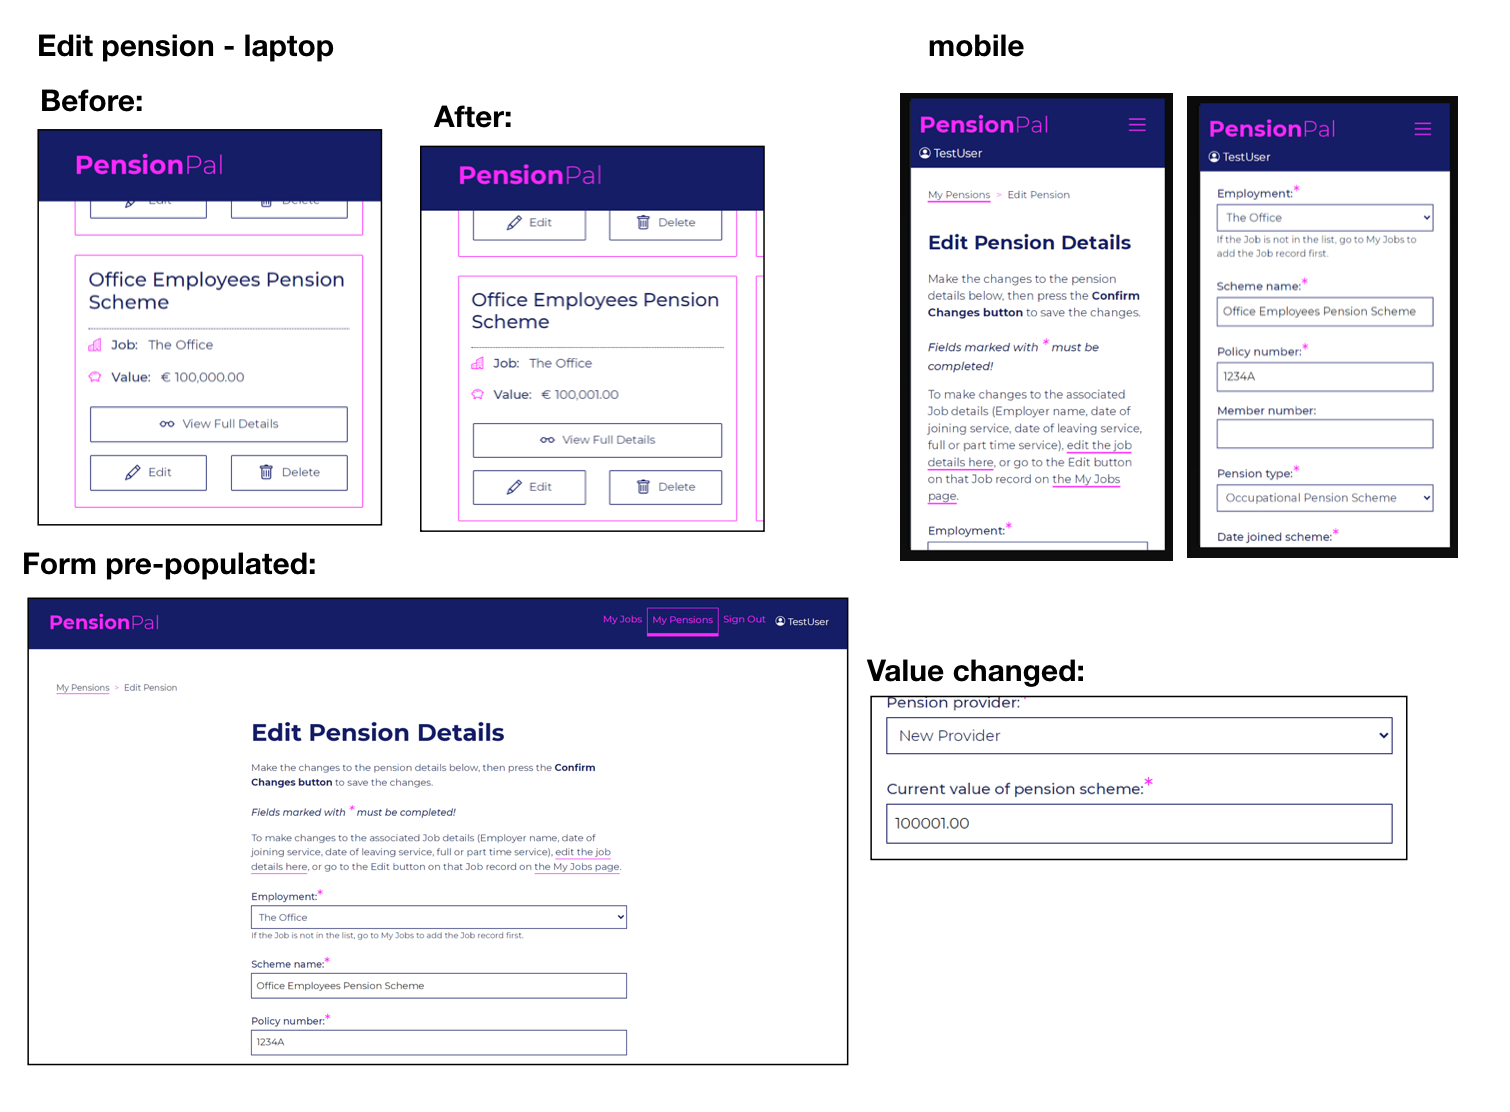 Edit pension - laptop
Before:
PensionPal
Edit
Delete
Office Employees Pension
Scheme
Job: The Office
Value: € 100,000.00
View Full Details
Edit
Delete
After:
PensionPal
Edit
Delete
Office Employees Pension
Scheme
Job: The Office
Value: € 100,001.00
View Full Details
Edit
Delete
mobile
PensionPal
TestUser
My Pensions > Edit Pension
Edit Pension Details
Make the changes to the pension
details below, then press the Confirm
Changes button to save the changes.
Fields marked with * must be
completed!
To make changes to the associated
Job details (Employer name, date of
joining service, date of leaving service,
full or part time service), edit the job
details here, or go to the Edit button
on that Job record on the My Jobs
page.
Employment:*
PensionPal
TestUser
Employment:*
The Office
If the Job is not in the list, go to My Jobs to
add the Job record first.
Scheme name:*
Office Employees Pension Scheme
Policy number:*
1234A
Member number:
Pension type:*
Occupational Pension Scheme
Date joined scheme:*
Form pre-populated:
PensionPal
My Jobs
My Pensions
Sign Out
TestUser
My Pensions > Edit Pension
Edit Pension Details
Make the changes to the pension details below, then press the Confirm
Changes button to save the changes.
Fields marked with * must be completed!
To make changes to the associated Job details (Employer name, date of
joining service, date of leaving service, full or part time service), edit the job
details here, or go to the Edit button on that Job record on the My Jobs page.
Employment:*
The Office
If the Job is not in the list, go to My Jobs to add the Job record first.
Scheme name:*
Office Employees Pension Scheme
Policy number:*
1234A
Value changed:
Pension provider:*
New Provider
Current value of pension scheme:*
100001.00